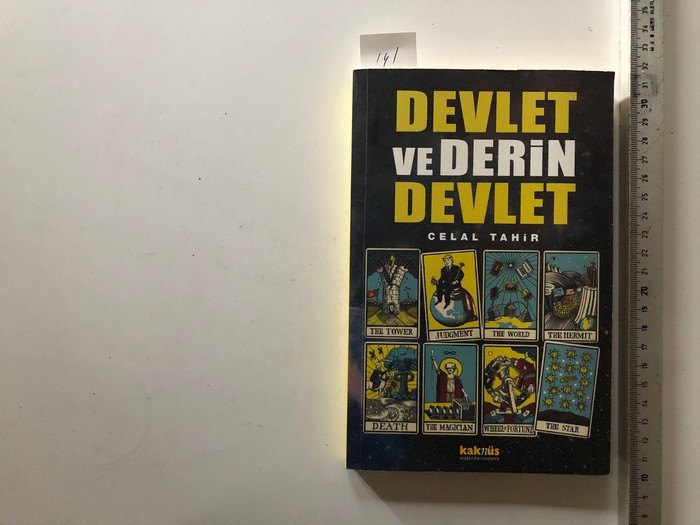 141
DEVLET
VE DERİN
DEVLET
CELAL TAHİR
THE TOWER
JUDGMENT
THE WORLD
THE HERMIT
DEATH
THE MAGICIAN
WHEEL of FORTUNE
THE STAR
kaknüs